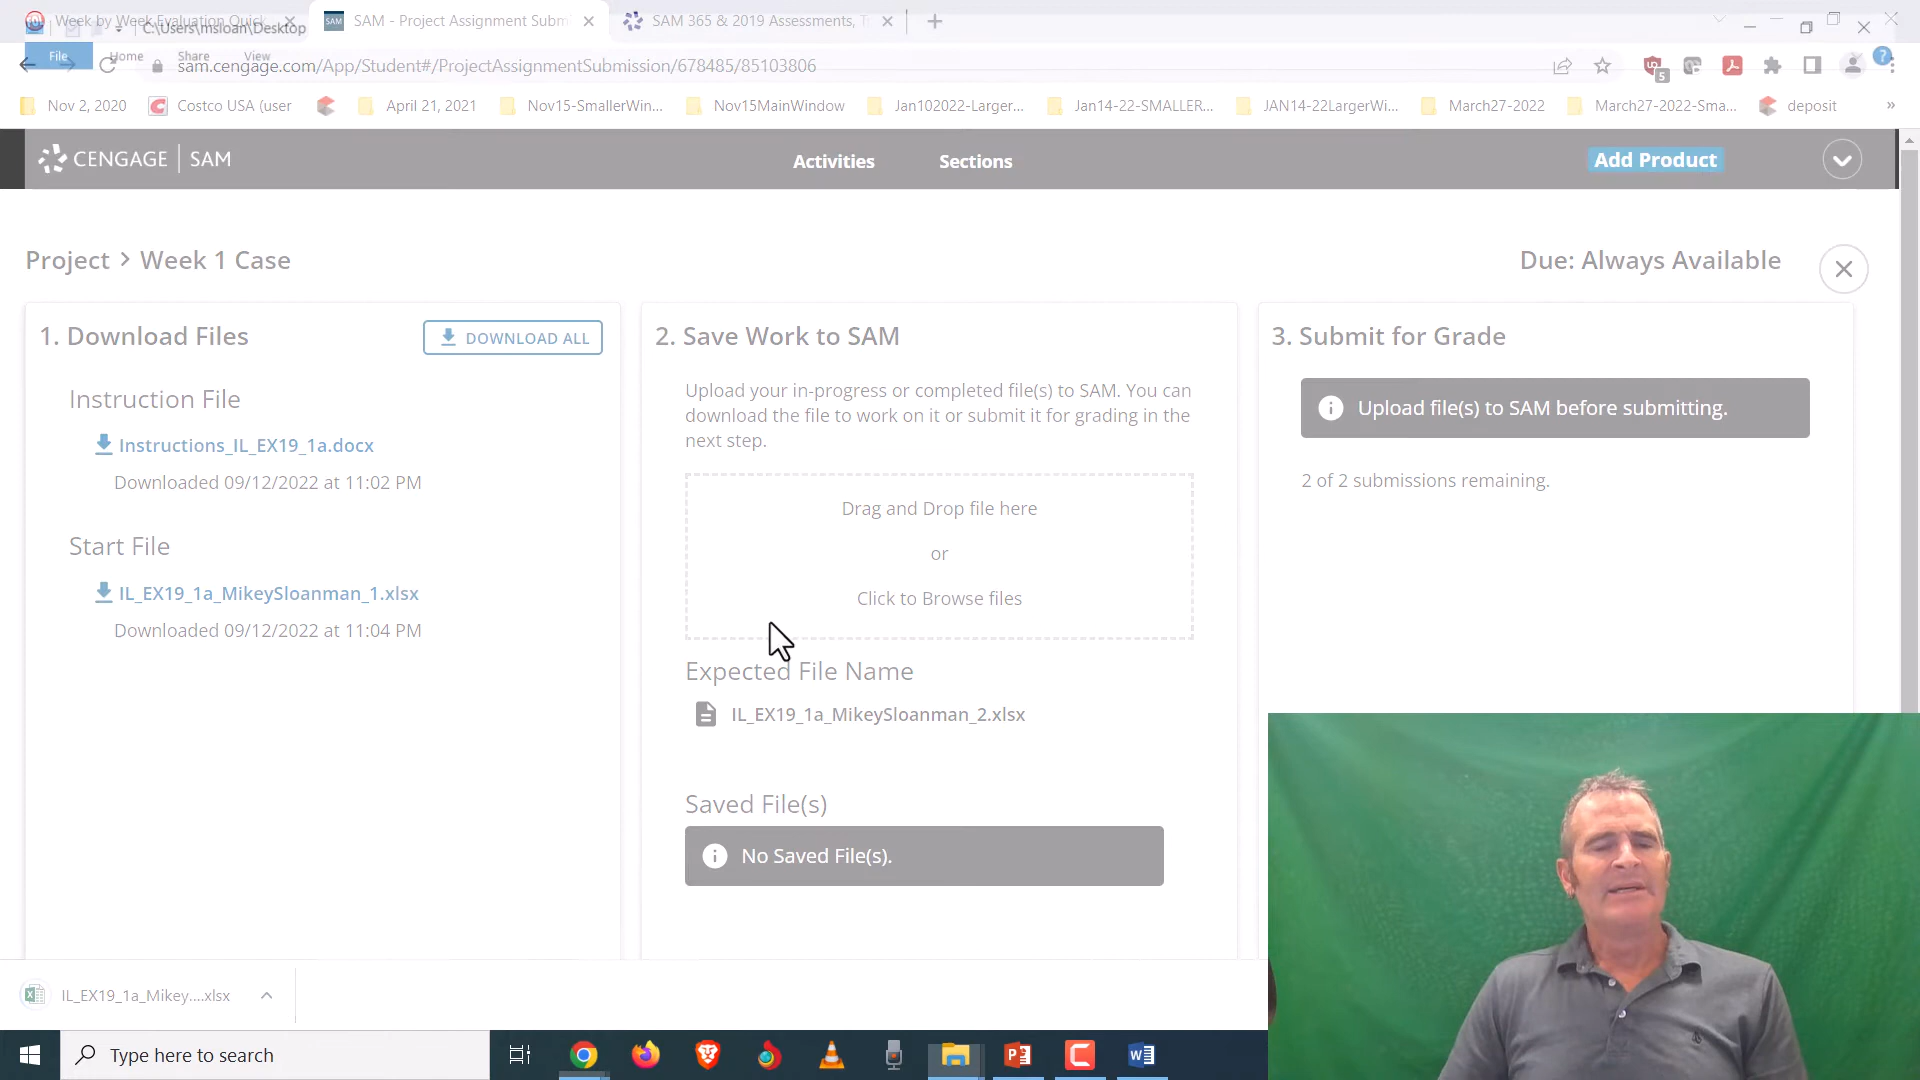 Week by Week Evaluation Quick
C:\Users\msloan\Desktop
SAM - Project Assignment Subm
SAM 365 & 2019 Assessments, T
File
Home
Share
View
sam.cengage.com/App/Student#/ProjectAssignmentSubmission/678485/85103806
5
Nov 2, 2020
Costco USA (user
April 21, 2021
Nov15-SmallerWin...
Nov15MainWindow
Jan102022-Larger...
Jan14-22-SMALLER...
JAN14-22LargerWi...
March27-2022
March27-2022-Sma...
deposit
»
CENGAGE | SAM
Activities
Sections
Add Product
Project > Week 1 Case
Due: Always Available
1. Download Files
DOWNLOAD ALL
Instruction File
Instructions_IL_EX19_1a.docx
Downloaded 09/12/2022 at 11:02 PM
Start File
IL_EX19_1a_MikeySloanman_1.xlsx
Downloaded 09/12/2022 at 11:04 PM
2. Save Work to SAM
Upload your in-progress or completed file(s) to SAM. You can
download the file to work on it or submit it for grading in the
next step.
Drag and Drop file here
or
Click to Browse files
Expected File Name
IL_EX19_1a_MikeySloanman_2.xlsx
Saved File(s)
No Saved File(s).
3. Submit for Grade
Upload file(s) to SAM before submitting.
2 of 2 submissions remaining.
IL_EX19_1a_Mikey....xlsx
Type here to search